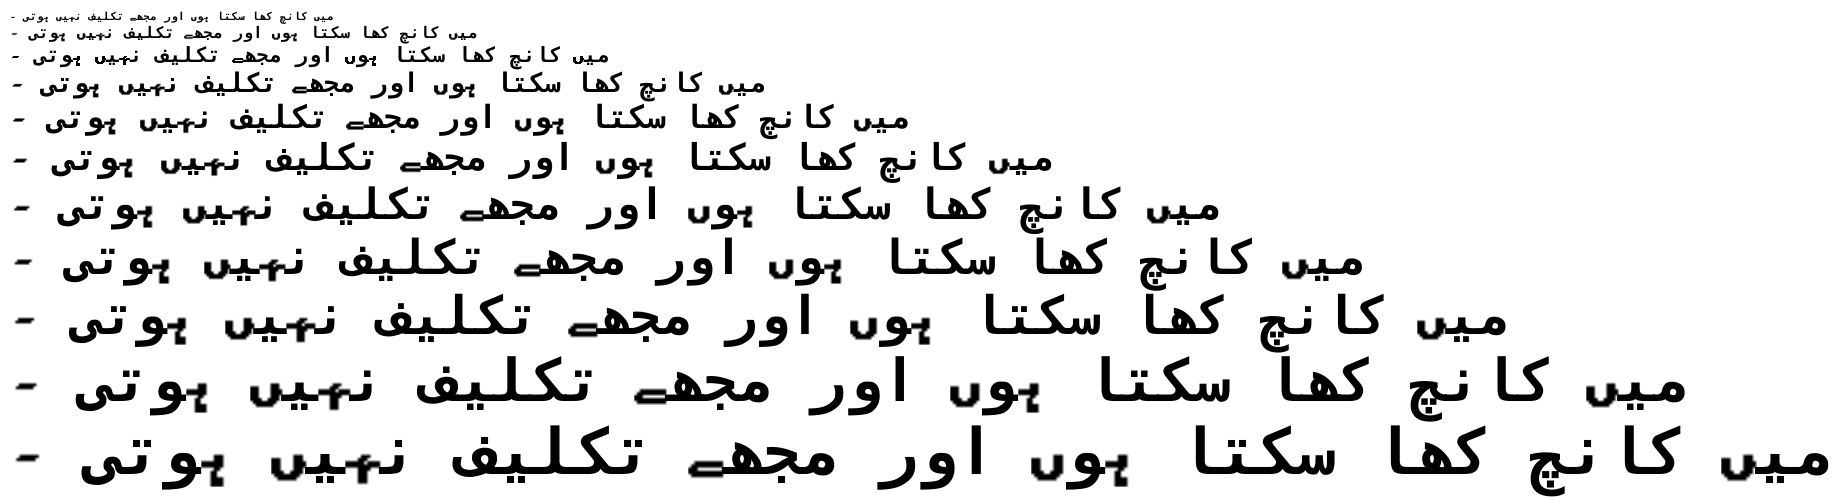 میں کانچ کھا سکتا ہوں اور مجھے تکلیف نہیں ہوتی ۔
میں کانچ کھا سکتا ہوں اور مجھے تکلیف نہیں ہوتی ۔
میں کانچ کھا سکتا ہوں اور مجھے تکلیف نہیں ہوتی ۔
میں کانچ کھا سکتا ہوں اور مجھے تکلیف نہیں ہوتی ۔
میں کانچ کھا سکتا ہوں اور مجھے تکلیف نہیں ہوتی ۔
میں کانچ کھا سکتا ہوں اور مجھے تکلیف نہیں ہوتی ۔
میں کانچ کھا سکتا ہوں اور مجھے تکلیف نہیں ہوتی ۔
میں کانچ کھا سکتا ہوں اور مجھے تکلیف نہیں ہوتی ۔
میں کانچ کھا سکتا ہوں اور مجھے تکلیف نہیں ہوتی ۔
میں کانچ کھا سکتا ہوں اور مجھے تکلیف نہیں ہوتی ۔
میں کانچ کھا سکتا ہوں اور مجھے تکلیف نہیں ہوتی ۔